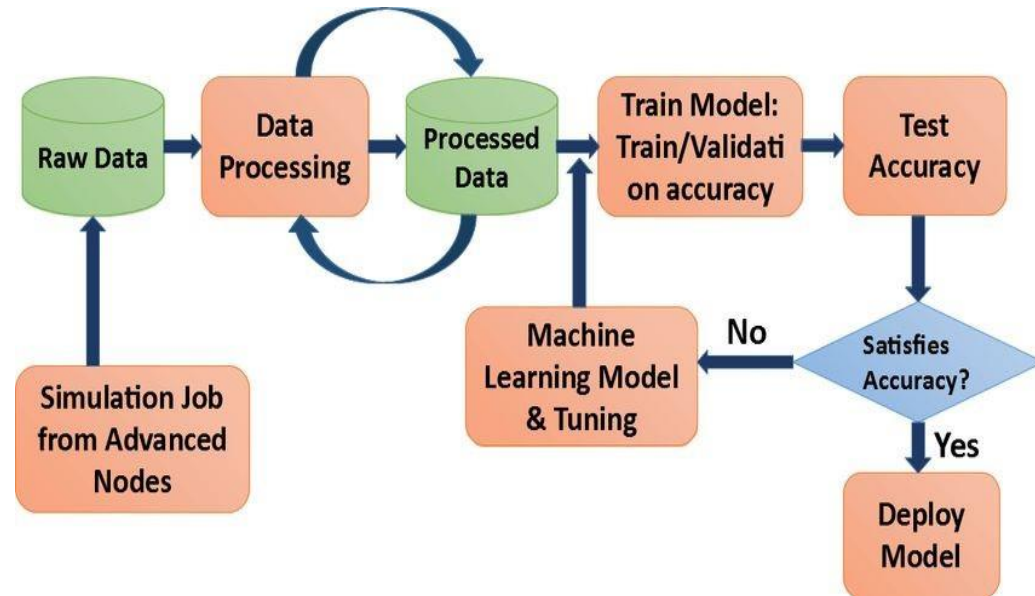 Raw Data
Data
Processing
Processed
Data
Train Model:
Train/Validati
on accuracy
Test
Accuracy
Simulation Job
from Advanced
Nodes
Machine
Learning Model
& Tuning
No
Satisfies
Accuracy?
Yes
Deploy
Model